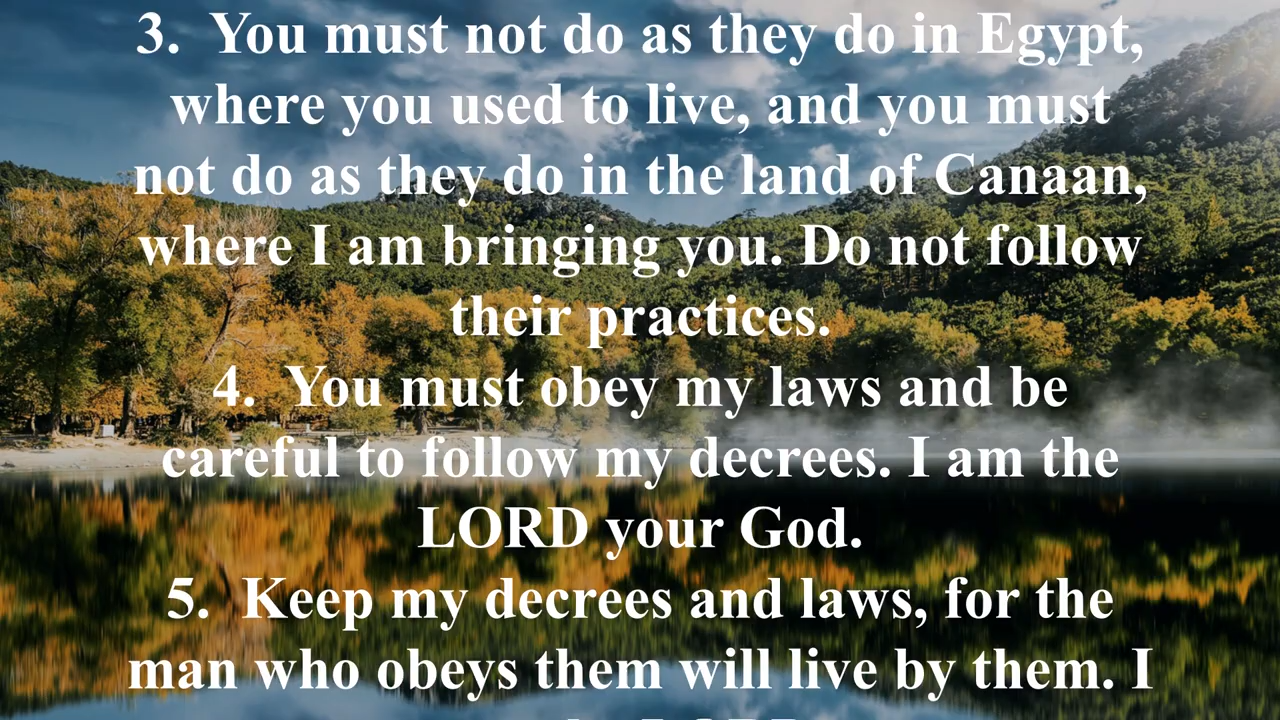 3.  You must not do as they do in Egypt,
where you used to live, and you must
not do as they do in the land of Canaan,
where I am bringing you. Do not follow
their practices.
4.  You must obey my laws and be
careful to follow my decrees. I am the
LORD your God.
5.  Keep my decrees and laws, for the
man who obeys them will live by them. I